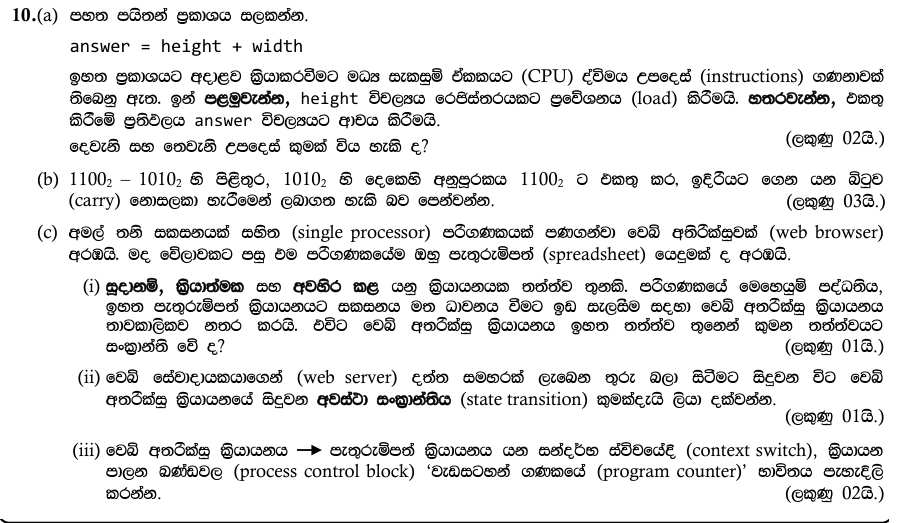 10.(a) පහත පයිතන් ප්‍රකාශය සලකන්න.
answer = height + width
ඉහත ප්‍රකාශයට අදාළව ක්‍රියාකරවීමට මධ්‍ය සැකසුම් ඒකකයට (CPU) ද්විමය උපදෙස් (instructions) ගණනාවක්
තිබෙනු ඇත. ඉන් පළමුවැන්න, height විචල්‍යය රෙජිස්තරයකට ප්‍රවේශනය (load) කිරීමයි. හතරවැන්න, එකතු
කිරීමේ ප්‍රතිඵලය answer විචල්‍යයට ආචය කිරීමයි.
දෙවැනි සහ තෙවැනි උපදෙස් කුමක් විය හැකි ද? (ලකුණු 02යි.)
(b) 1100₂ – 1010₂ හි පිළිතුර, 1010₂ හි දෙකෙහි අනුපූරකය 1100₂ ට එකතු කර, ඉදිරියට ගෙන යන බිටුව
(carry) නොසලකා හැරීමෙන් ලබාගත හැකි බව පෙන්වන්න. (ලකුණු 03යි.)
(c) අමල් තනි සකසනයක් සහිත (single processor) පරිගණකයක් පණගන්වා වෙබ් අතිරික්සුවක් (web browser)
අරඹයි. මද වේලාවකට පසු එම පරිගණකයේම ඔහු පැතුරුම්පත් (spreadsheet) යෙදුමක් ද අරඹයි.
(i) සූදානම්, ක්‍රියාත්මක සහ අවහිර කළ යනු ක්‍රියායනයක තත්ත්ව තුනකි. පරිගණකයේ මෙහෙයුම් පද්ධතිය,
ඉහත පැතුරුම්පත් ක්‍රියායනයට සකසනය මත ධාවනය වීමට ඉඩ සැලසීම සඳහා වෙබ් අතරික්සු ක්‍රියායනය
තාවකාලිකව නතර කරයි. එවිට වෙබ් අතරික්සු ක්‍රියායනය ඉහත තත්ත්ව තුනෙන් කුමන තත්ත්වයට
සංක්‍රාන්ති වේ ද? (ලකුණු 01යි.)
(ii) වෙබ් සේවාදායකයාගෙන් (web server) දත්ත සමහරක් ලැබෙන තුරු බලා සිටීමට සිදුවන විට වෙබ්
අතරික්සු ක්‍රියායනයේ සිදුවන අවස්ථා සංක්‍රාන්තිය (state transition) කුමක්දැයි ලියා දක්වන්න.
(ලකුණු 01යි.)
(iii) වෙබ් අතරික්සු ක්‍රියායනය → පැතුරුම්පත් ක්‍රියායනය යන සන්දර්භ ස්විචයේදී (context switch), ක්‍රියායන
පාලන ඛණ්ඩවල (process control block) ‘වැඩසටහන් ගණකයේ (program counter)’ භාවිතය පැහැදිලි
කරන්න. (ලකුණු 02යි.)